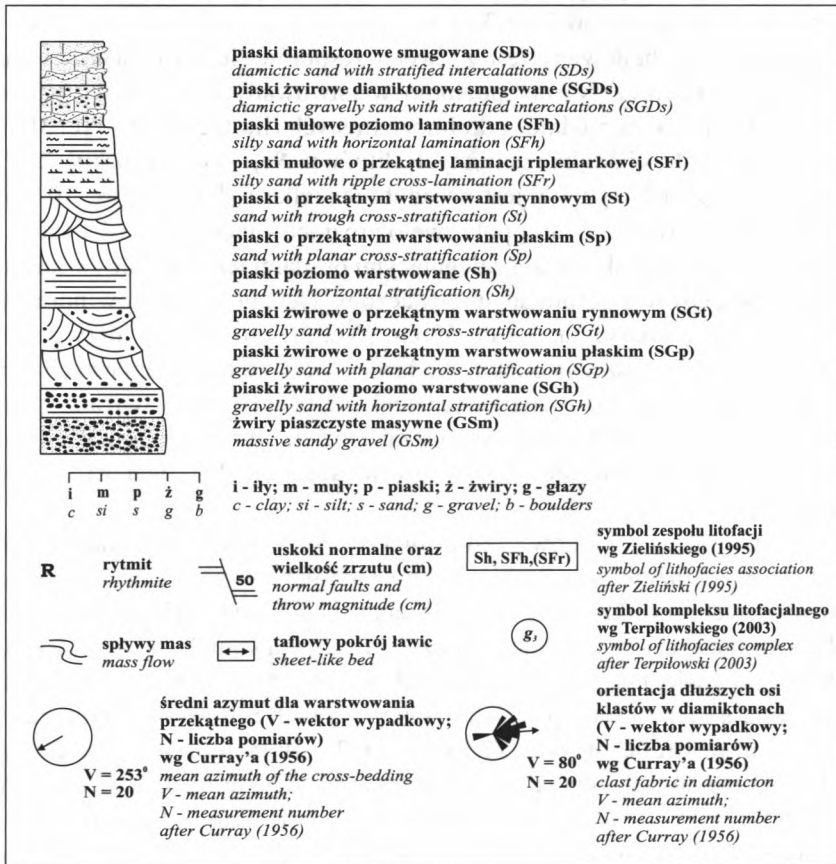 piaski diamiktonowe smugowane (SDs)
diamictic sand with stratified intercalations (SDs)
piaski żwirowe diamiktonowe smugowane (SGDs)
diamictic gravelly sand with stratified intercalations (SGDs)
piaski mułowe poziomo laminowane (SFh)
silty sand with horizontal lamination (SFh)
piaski mułowe o przekątnej laminacji riplemarkowej (SFr)
silty sand with ripple cross-lamination (SFr)
piaski o przekątnym warstwowaniu rynnowym (St)
sand with trough cross-stratification (St)
piaski o przekątnym warstwowaniu płaskim (Sp)
sand with planar cross-stratification (Sp)
piaski poziomo warstwowane (Sh)
sand with horizontal stratification (Sh)
piaski żwirowe o przekątnym warstwowaniu rynnowym (SGt)
gravelly sand with trough cross-stratification (SGt)
piaski żwirowe o przekątnym warstwowaniu płaskim (SGp)
gravelly sand with planar cross-stratification (SGp)
piaski żwirowe poziomo warstwowane (SGh)
gravelly sand with horizontal stratification (SGh)
żwiry piaszczyste masywne (GSm)
massive sandy gravel (GSm)
i m p ż g
c si s g b
i - iły; m - muły; p - piaski; ż - żwiry; g - głazy
c - clay; si - silt; s - sand; g - gravel; b - boulders
R
rytmit
rhythmite
50
uskoki normalne oraz
wielkość zrzutu (cm)
normal faults and
throw magnitude (cm)
Sh, SFh,(SFr)
symbol zespołu litofacji
wg Zielińskiego (1995)
symbol of lithofacies association
after Zieliński (1995)
spływy mas
mass flow
taflowy pokrój ławic
sheet-like bed
g3
symbol kompleksu litofacjalnego
wg Terpiłowskiego (2003)
symbol of lithofacies complex
after Terpiłowski (2003)
V = 253°
N = 20
średni azymut dla warstwowania
przekątnego (V - wektor wypadkowy;
N - liczba pomiarów)
wg Curray'a (1956)
mean azimuth of the cross-bedding
V - mean azimuth;
N - measurement number
after Curray (1956)
V = 80°
N = 20
orientacja dłuższych osi
klastów w diamiktonach
(V - wektor wypadkowy;
N - liczba pomiarów)
wg Curray'a (1956)
clast fabric in diamicton
V - mean azimuth;
N - measurement number
after Curray (1956)